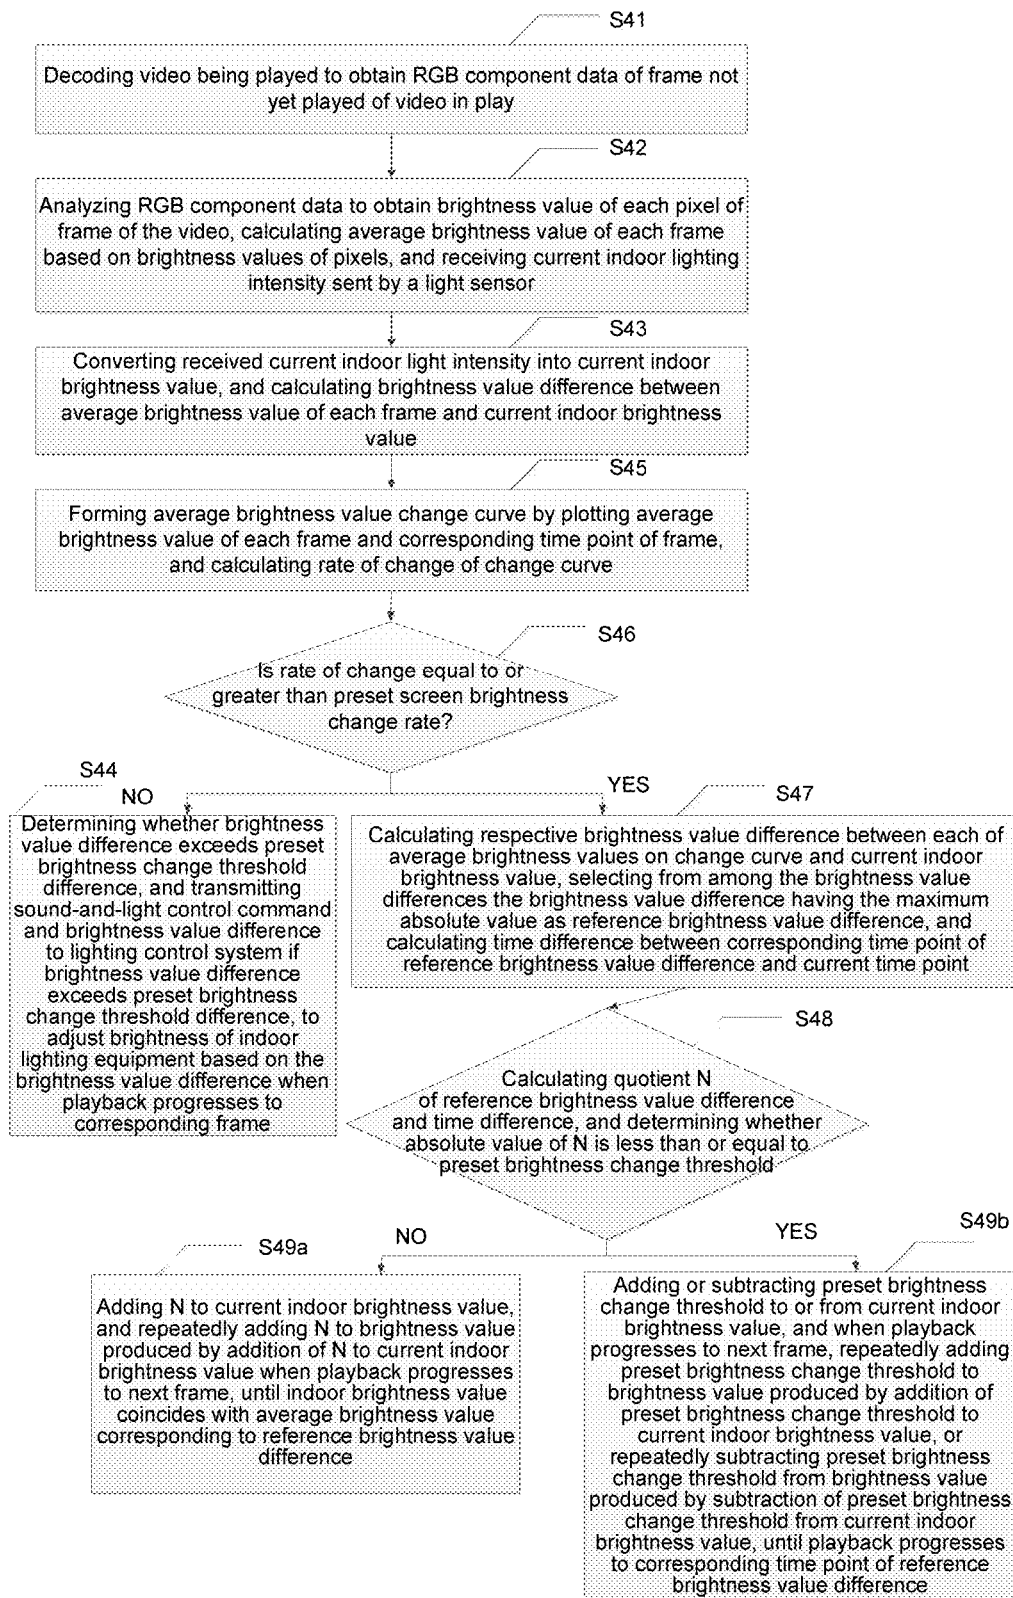 S41
Decoding video being played to obtain RGB component data of frame not
yet played of video in play
S42
Analyzing RGB component data to obtain brightness value of each pixel of
frame of the video, calculating average brightness value of each frame
based on brightness values of pixels, and receiving current indoor lighting
intensity sent by a light sensor
S43
Converting received current indoor light intensity into current indoor
brightness value, and calculating brightness value difference between
average brightness value of each frame and current indoor brightness
value
S45
Forming average brightness value change curve by plotting average
brightness value of each frame and corresponding time point of frame,
and calculating rate of change of change curve
S46
Is rate of change equal to or
greater than preset screen brightness
change rate?
S44
NO
Determining whether brightness
value difference exceeds preset
brightness change threshold
difference, and transmitting
sound-and-light control command
and brightness value difference
to lighting control system if
brightness value difference
exceeds preset brightness
change threshold difference, to
adjust brightness of indoor
lighting equipment based on the
brightness value difference when
playback progresses to
corresponding frame
YES
S47
Calculating respective brightness value difference between each of
average brightness values on change curve and current indoor
brightness value, selecting from among the brightness value
differences the brightness value difference having the maximum
absolute value as reference brightness value difference, and
calculating time difference between corresponding time point of
reference brightness value difference and current time point
S48
Calculating quotient N
of reference brightness value difference
and time difference, and determining whether
absolute value of N is less than or equal to
preset brightness change threshold
NO
S49a
Adding N to current indoor brightness value,
and repeatedly adding N to brightness value
produced by addition of N to current indoor
brightness value when playback progresses
to next frame, until indoor brightness value
coincides with average brightness value
corresponding to reference brightness value
difference
YES
S49b
Adding or subtracting preset brightness
change threshold to or from current indoor
brightness value, and when playback
progresses to next frame, repeatedly adding
preset brightness change threshold to
brightness value produced by addition of
preset brightness change threshold to
current indoor brightness value, or
repeatedly subtracting preset brightness
change threshold from brightness value
produced by subtraction of preset brightness
change threshold from current indoor
brightness value, until playback progresses
to corresponding time point of reference
brightness value difference